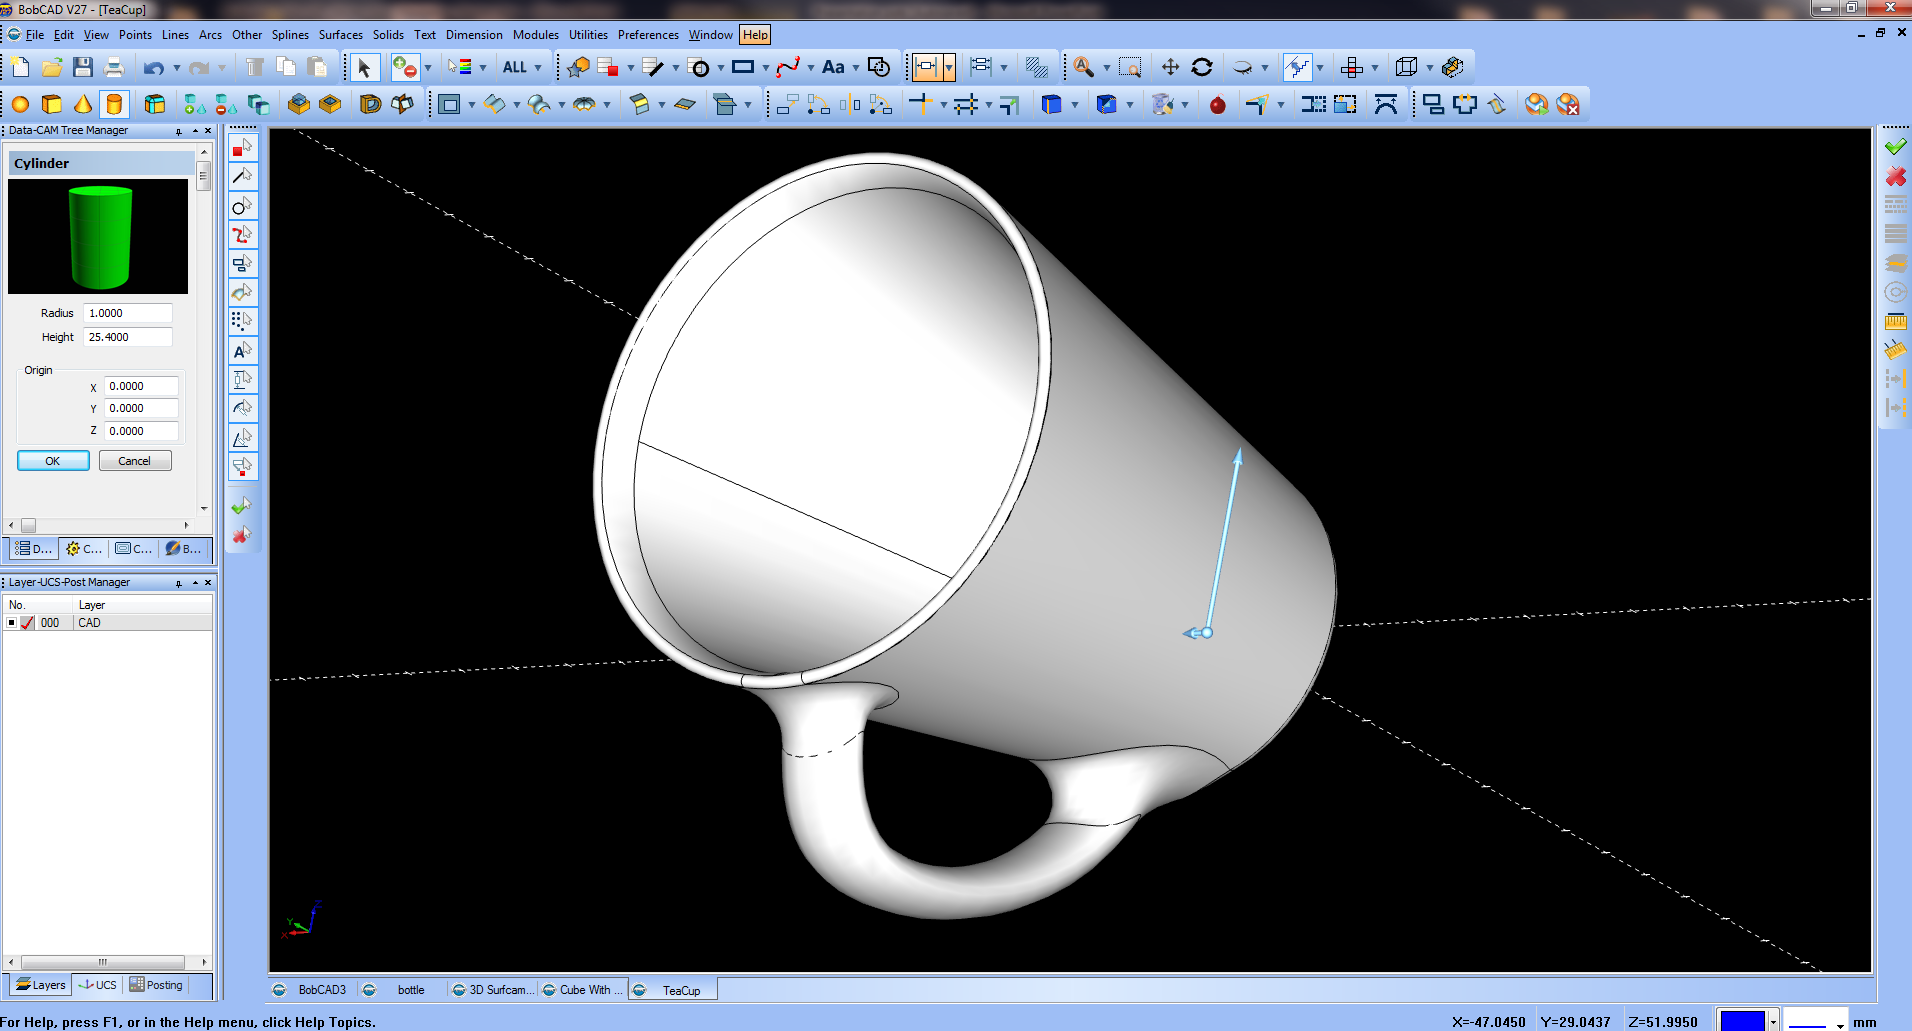 BobCAD V27 - [TeaCup]
File Edit View Points Lines Arcs Other Splines Surfaces Solids Text Dimension Modules Utilities Preferences Window Help
ALL Aa
Data-CAM Tree Manager
Cylinder
Radius 1.0000
Height 25.4000
Origin
X 0.0000
Y 0.0000
Z 0.0000
OK Cancel
D... C... C... B...
Layer-UCS-Post Manager
No. Layer
000 CAD
Layers UCS Posting
A
Z
Y
X
BobCAD3 bottle 3D Surfcam... Cube With ... TeaCup
For Help, press F1, or in the Help menu, click Help Topics.
X=-47.0450 Y=29.0437 Z=51.9950 mm